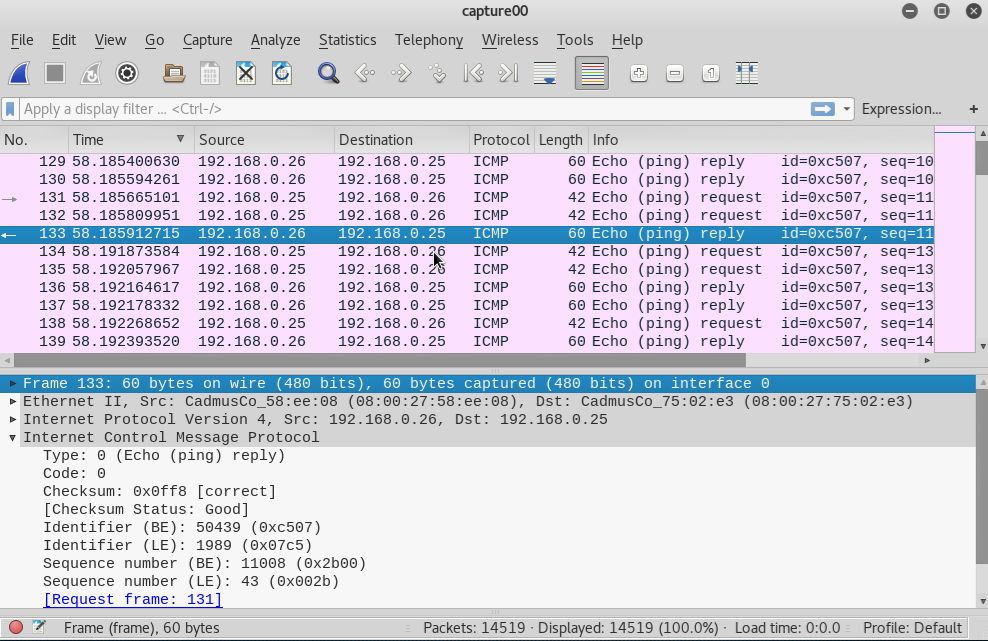 capture00
File Edit View Go Capture Analyze Statistics Telephony Wireless Tools Help
Apply a display filter ... <Ctrl-/> Expression... +
No. Time Source Destination Protocol Length Info
129 58.185400630 192.168.0.26 192.168.0.25 ICMP 60 Echo (ping) reply id=0xc507, seq=10
130 58.185594261 192.168.0.26 192.168.0.25 ICMP 60 Echo (ping) reply id=0xc507, seq=10
131 58.185665101 192.168.0.25 192.168.0.26 ICMP 42 Echo (ping) request id=0xc507, seq=11
132 58.185809951 192.168.0.25 192.168.0.26 ICMP 42 Echo (ping) request id=0xc507, seq=11
133 58.185912715 192.168.0.26 192.168.0.25 ICMP 60 Echo (ping) reply id=0xc507, seq=11
134 58.191873584 192.168.0.25 192.168.0.26 ICMP 42 Echo (ping) request id=0xc507, seq=13
135 58.192057967 192.168.0.25 192.168.0.26 ICMP 42 Echo (ping) request id=0xc507, seq=13
136 58.192164617 192.168.0.26 192.168.0.25 ICMP 60 Echo (ping) reply id=0xc507, seq=13
137 58.192178332 192.168.0.26 192.168.0.25 ICMP 60 Echo (ping) reply id=0xc507, seq=13
138 58.192268652 192.168.0.25 192.168.0.26 ICMP 42 Echo (ping) request id=0xc507, seq=14
139 58.192393520 192.168.0.26 192.168.0.25 ICMP 60 Echo (ping) reply id=0xc507, seq=14
Frame 133: 60 bytes on wire (480 bits), 60 bytes captured (480 bits) on interface 0
Ethernet II, Src: CadmusCo_58:ee:08 (08:00:27:58:ee:08), Dst: CadmusCo_75:02:e3 (08:00:27:75:02:e3)
Internet Protocol Version 4, Src: 192.168.0.26, Dst: 192.168.0.25
Internet Control Message Protocol
Type: 0 (Echo (ping) reply)
Code: 0
Checksum: 0x0ff8 [correct]
[Checksum Status: Good]
Identifier (BE): 50439 (0xc507)
Identifier (LE): 1989 (0x07c5)
Sequence number (BE): 11008 (0x2b00)
Sequence number (LE): 43 (0x002b)
[Request frame: 131]
Frame (frame), 60 bytes Packets: 14519 · Displayed: 14519 (100.0%) · Load time: 0:0.0 Profile: Default